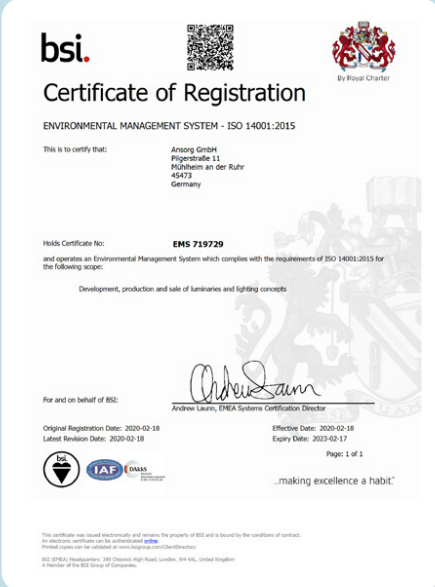 bsi.
By Royal Charter
Certificate of Registration
ENVIRONMENTAL MANAGEMENT SYSTEM - ISO 14001:2015
This is to certify that:
Ansorg GmbH
Pilgerstraße 11
Mühlheim an der Ruhr
45473
Germany
Holds Certificate No:
EMS 719729
and operates an Environmental Management System which complies with the requirements of ISO 14001:2015 for
the following scope:
Development, production and sale of luminaries and lighting concepts
For and on behalf of BSI:
Andrew Launn, EMEA Systems Certification Director
Original Registration Date: 2020-02-18
Effective Date: 2020-02-18
Latest Revision Date: 2020-02-18
Expiry Date: 2023-02-17
Page: 1 of 1
bsi.
IAF
DAkkS
...making excellence a habit.
This certificate was issued electronically and remains the property of BSI and is bound by the conditions of contract.
An electronic certificate can be authenticated online.
Printed copies can be validated at www.bsigroup.com/ClientDirectory
BSI (EMEA) Headquarters: 389 Chiswick High Road, London, W4 4AL, United Kingdom
A Member of the BSI Group of Companies.